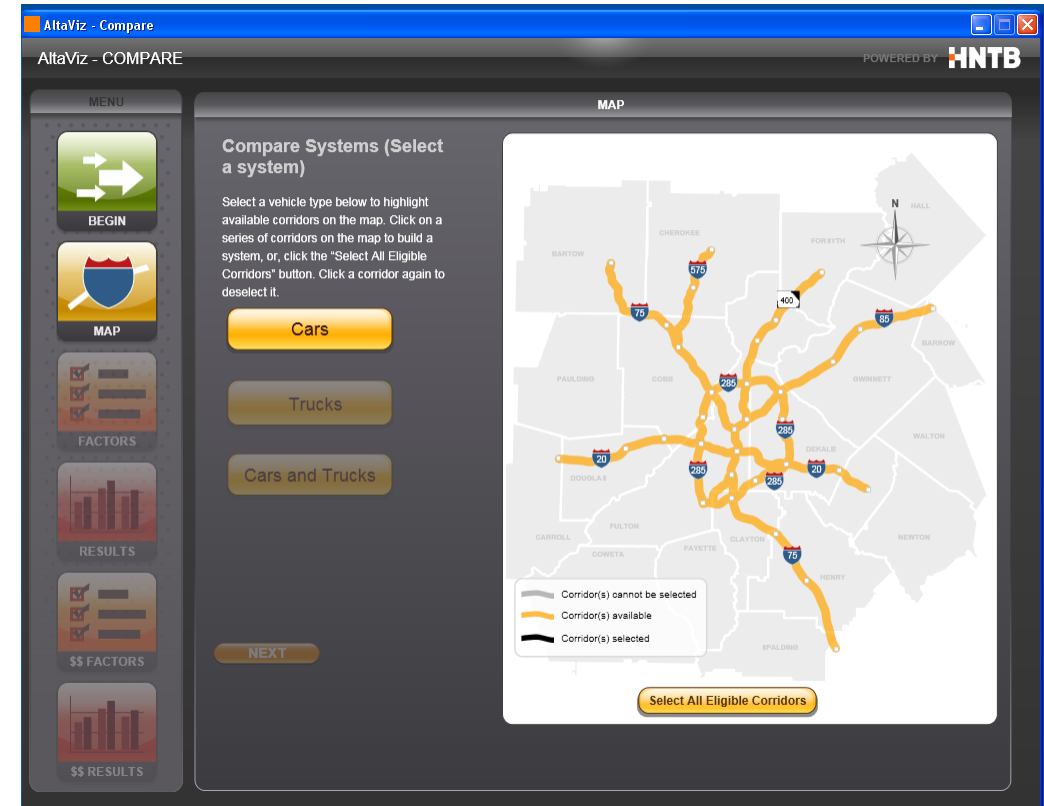 AltaViz - Compare
AltaViz - COMPARE
POWERED BY HNTB
MENU
BEGIN
MAP
FACTORS
RESULTS
$$ FACTORS
$$ RESULTS
MAP
Compare Systems (Select
a system)
Select a vehicle type below to highlight
available corridors on the map. Click on a
series of corridors on the map to build a
system, or, click the "Select All Eligible
Corridors" button. Click a corridor again to
deselect it.
Cars
Trucks
Cars and Trucks
NEXT
N
HALL
CHEROKEE
FORSYTH
BARTOW
575
400
75
85
BARROW
PAULDING
COBB
285
GWINNETT
285
WALTON
DEKALB
20
285
285
20
DOUGLAS
FULTON
CARROLL
CLAYTON
NEWTON
COWETA
FAYETTE
75
HENRY
SPALDING
Corridor(s) cannot be selected
Corridor(s) available
Corridor(s) selected
Select All Eligible Corridors